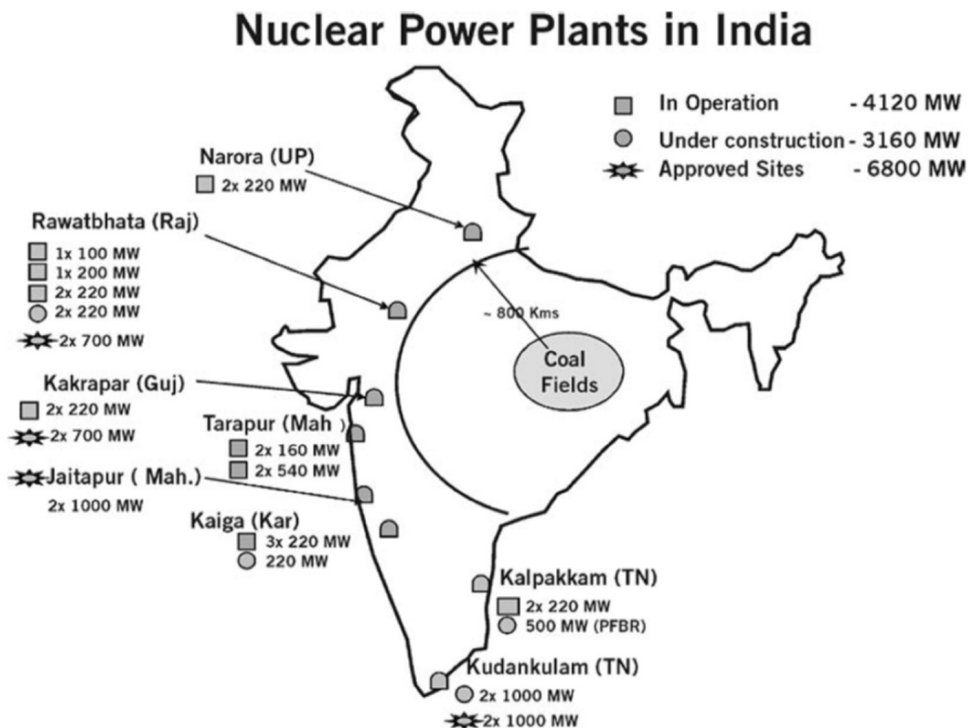 Nuclear Power Plants in India
In Operation - 4120 MW
Under construction - 3160 MW
Approved Sites - 6800 MW
Narora (UP)
2x 220 MW
Rawatbhata (Raj)
1x 100 MW
1x 200 MW
2x 220 MW
2x 220 MW
2x 700 MW
~ 800 Kms
Coal
Fields
Kakrapar (Guj)
2x 220 MW
2x 700 MW
Tarapur (Mah )
2x 160 MW
2x 540 MW
Jaitapur ( Mah.)
2x 1000 MW
Kaiga (Kar)
3x 220 MW
220 MW
Kalpakkam (TN)
2x 220 MW
500 MW (PFBR)
Kudankulam (TN)
2x 1000 MW
2x 1000 MW